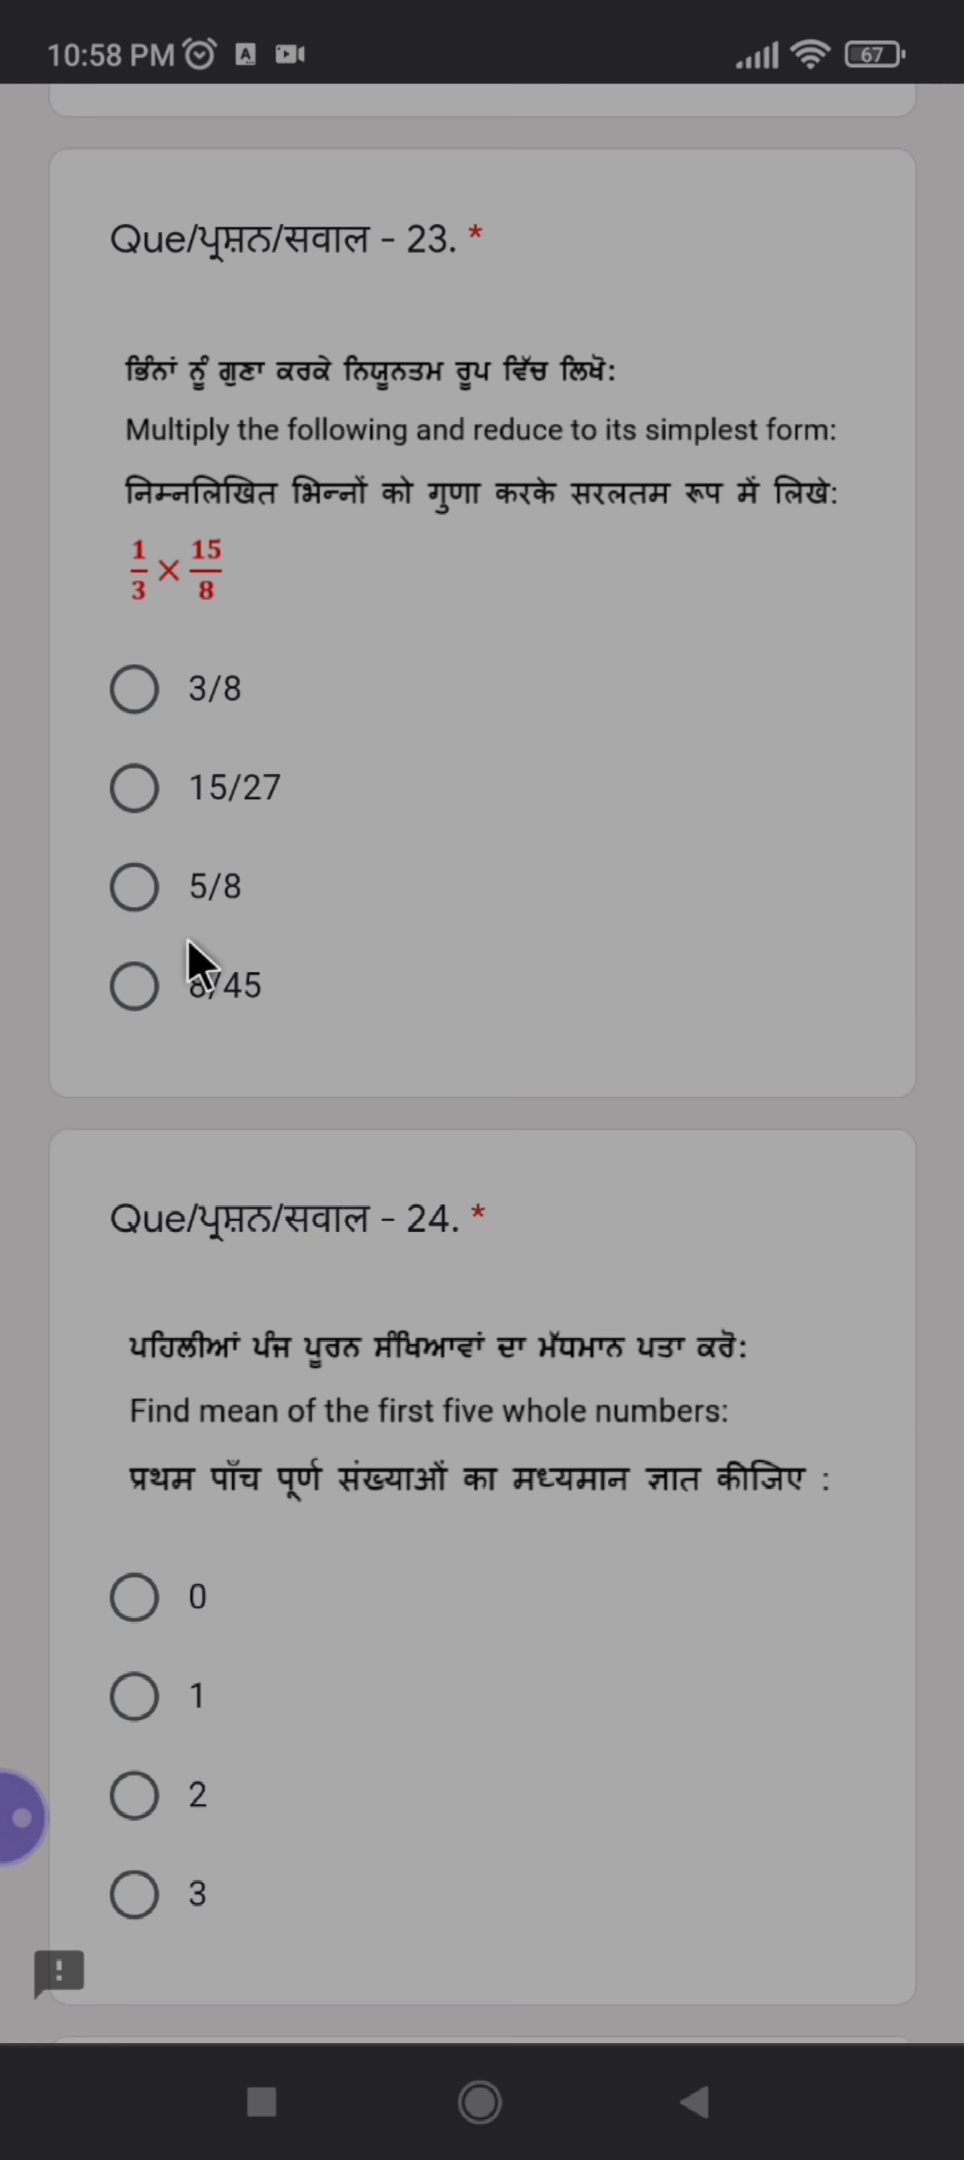 10:58 PM
67
Que/ਪ੍ਰਸ਼ਨ/सवाल - 23. *
ਭਿੰਨਾਂ ਨੂੰ ਗੁਣਾ ਕਰਕੇ ਨਿਯੂਨਤਮ ਰੂਪ ਵਿੱਚ ਲਿਖੋ:
Multiply the following and reduce to its simplest form:
निम्नलिखित भिन्नों को गुणा करके सरलतम रूप में लिखे:
1/3 × 15/8
3/8
15/27
5/8
8/45
Que/ਪ੍ਰਸ਼ਨ/सवाल - 24. *
ਪਹਿਲੀਆਂ ਪੰਜ ਪੂਰਨ ਸੰਖਿਆਵਾਂ ਦਾ ਮੱਧਮਾਨ ਪਤਾ ਕਰੋ:
Find mean of the first five whole numbers:
प्रथम पाँच पूर्ण संख्याओं का मध्यमान ज्ञात कीजिए :
0
1
2
3